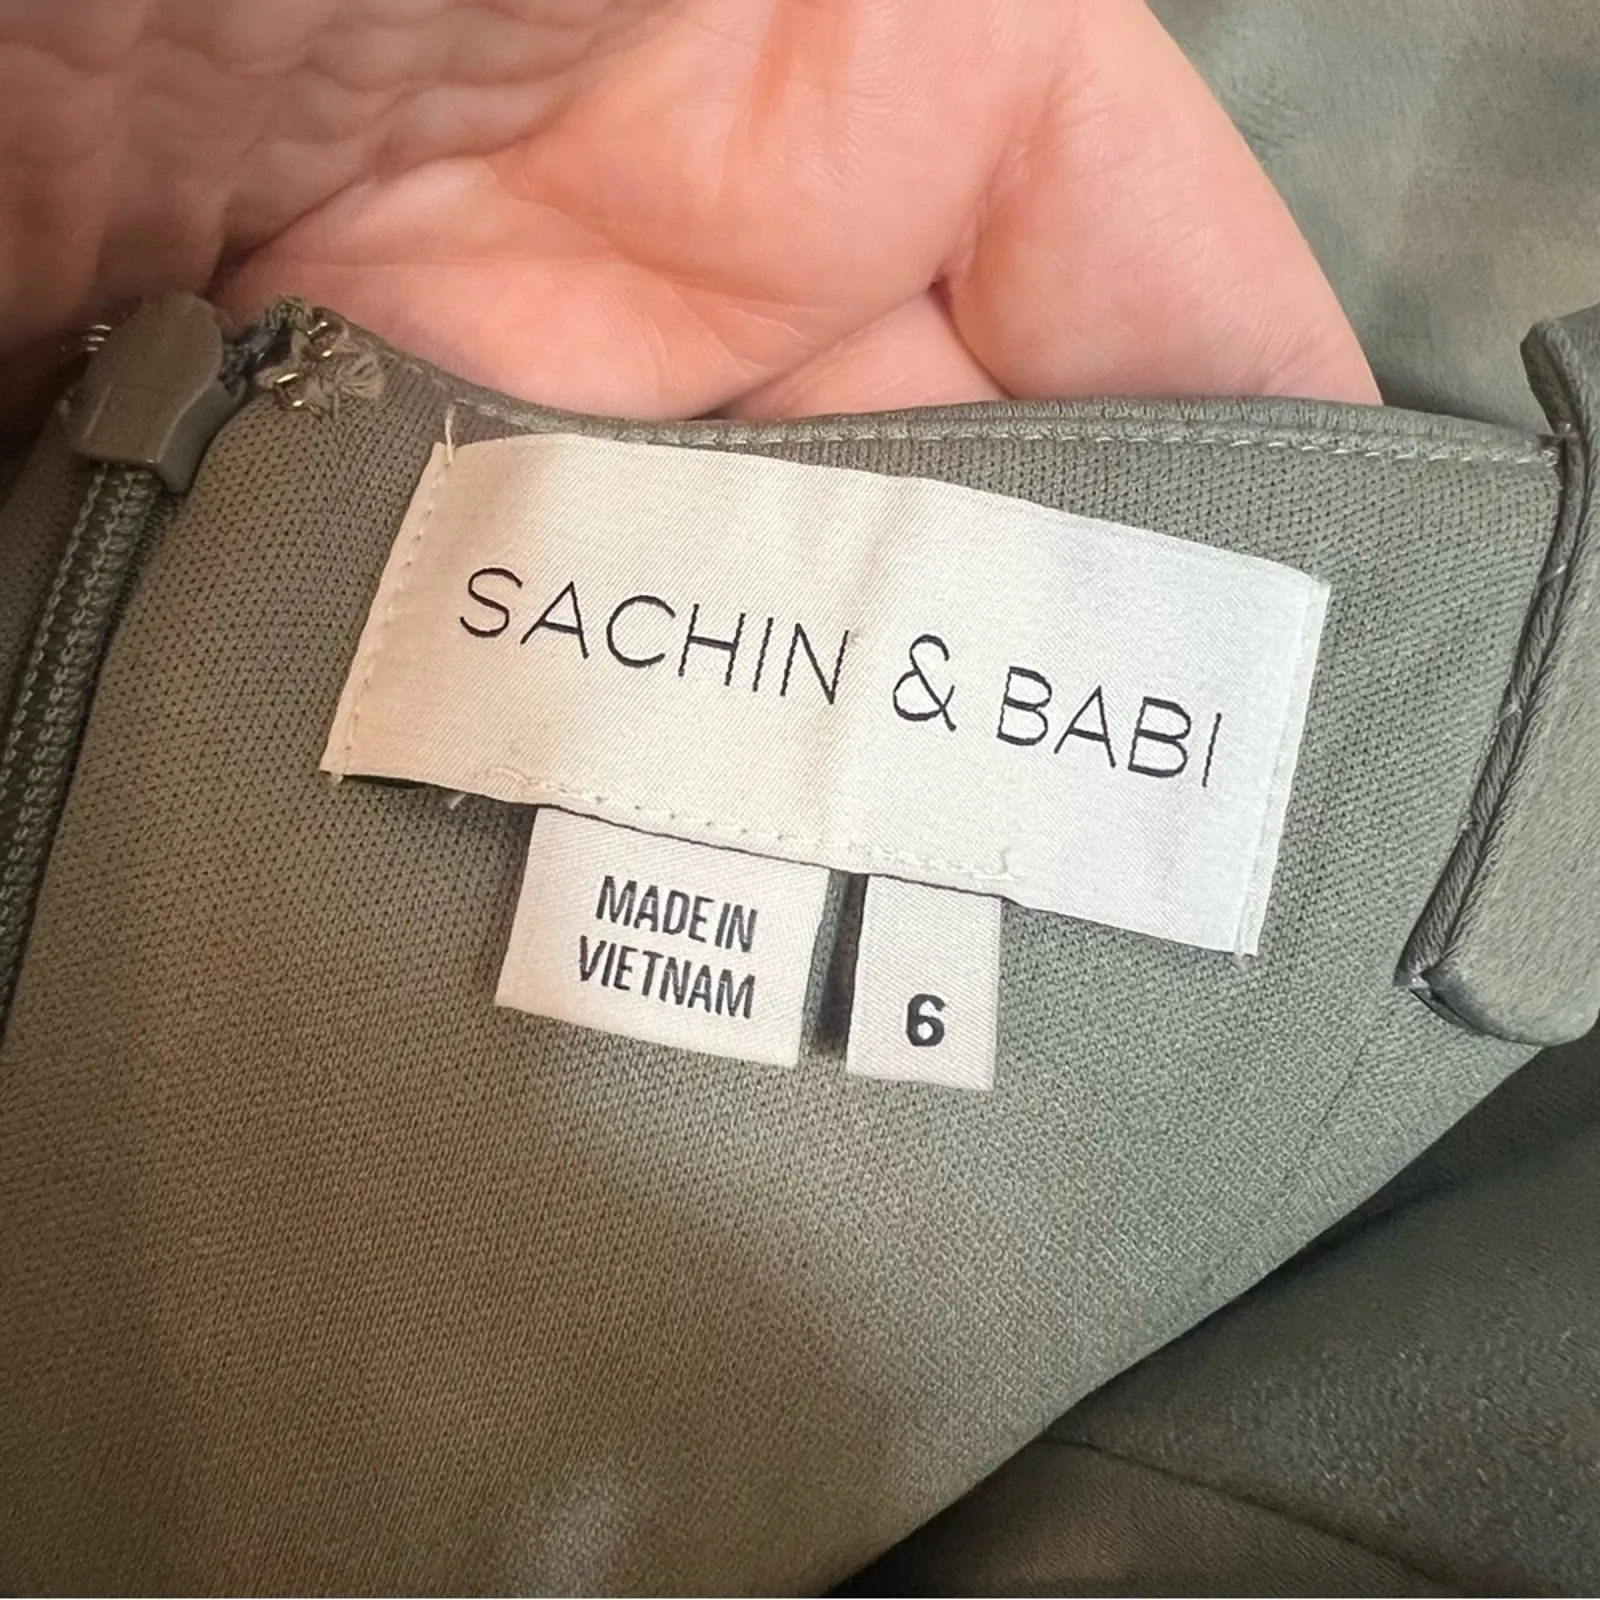 SACHIN & BABI
MADE IN
VIETNAM
6